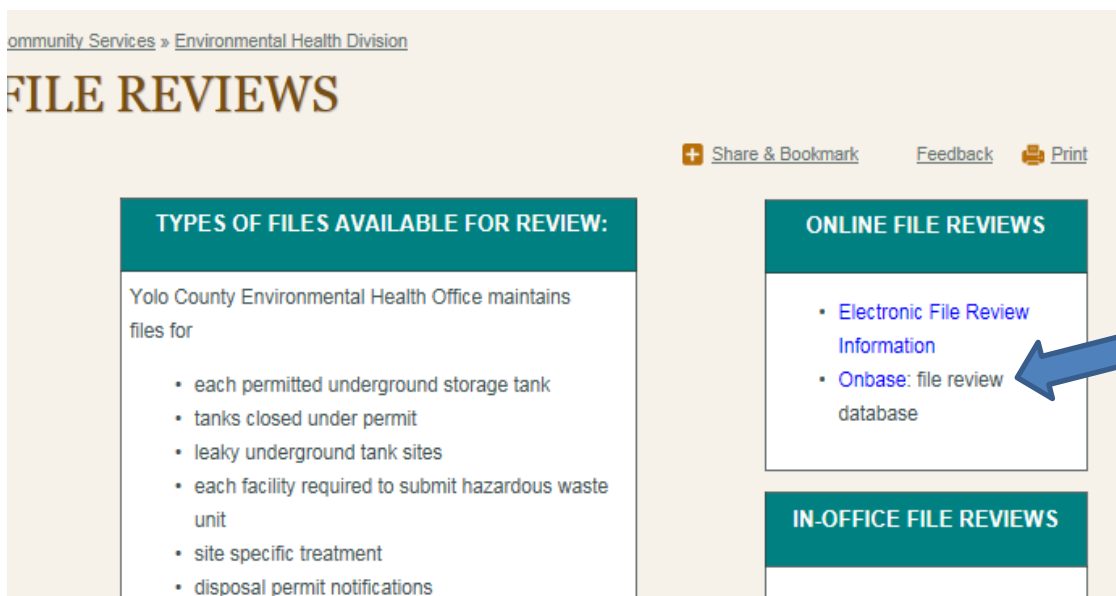 ommunity Services » Environmental Health Division
FILE REVIEWS
Share & Bookmark Feedback Print
TYPES OF FILES AVAILABLE FOR REVIEW:
Yolo County Environmental Health Office maintains
files for
• each permitted underground storage tank
• tanks closed under permit
• leaky underground tank sites
• each facility required to submit hazardous waste
unit
• site specific treatment
• disposal permit notifications
ONLINE FILE REVIEWS
• Electronic File Review
Information
• Onbase: file review
database
IN-OFFICE FILE REVIEWS